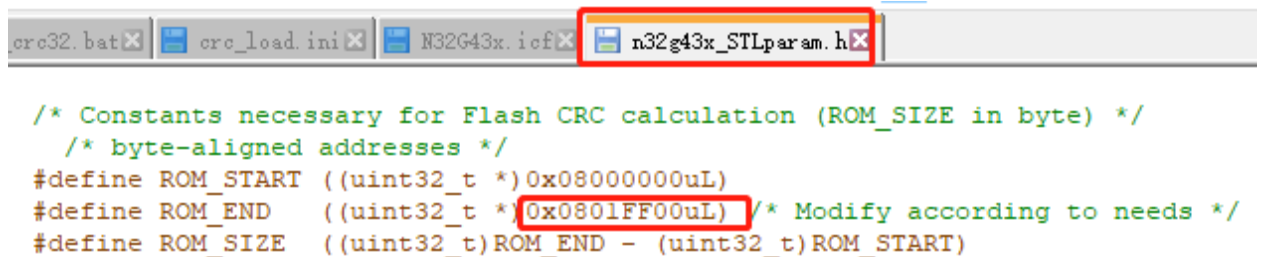 _crc32.bat crc_load.ini N32G43x.icf n32g43x_STLparam.h
/* Constants necessary for Flash CRC calculation (ROM_SIZE in byte) */
/* byte-aligned addresses */
#define ROM_START ((uint32_t *)0x08000000uL)
#define ROM_END ((uint32_t *)0x0801FF00uL) /* Modify according to needs */
#define ROM_SIZE ((uint32_t)ROM_END - (uint32_t)ROM_START)